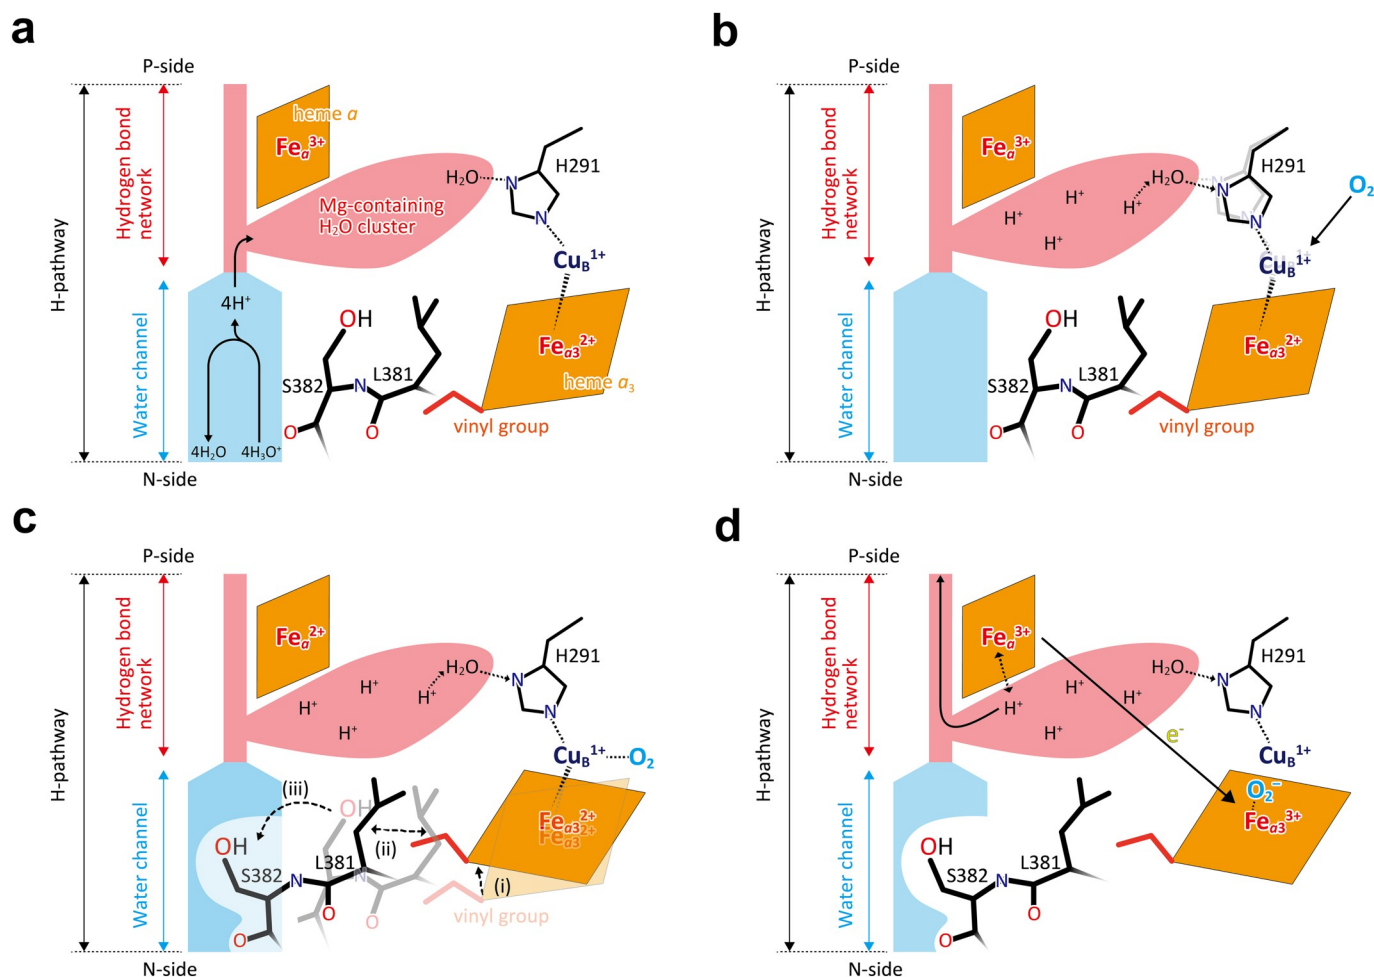 a
P-side
H-pathway
Hydrogen bond
network
Water channel
heme a
Feₐ³⁺
Mg-containing
H₂O cluster
H₂O
N
N
H291
Cu_B¹⁺
4H⁺
4H₂O
4H₃O⁺
OH
S382
N
L381
O
O
Fe_a3²⁺
heme a₃
vinyl group
N-side
b
P-side
H-pathway
Hydrogen bond
network
Water channel
Feₐ³⁺
H⁺
H⁺
H⁺
H⁺
H₂O
N
N
H291
O₂
Cu_B¹⁺
OH
S382
N
L381
O
O
Fe_a3²⁺
vinyl group
N-side
c
P-side
H-pathway
Hydrogen bond
network
Water channel
Feₐ²⁺
H⁺
H⁺
H⁺
H⁺
H₂O
N
N
H291
Cu_B¹⁺
O₂
(iii)
OH
OH
(ii)
S382
N
L381
N
O
O
O
Fe_a3²⁺
Fe_a3²⁺
(i)
vinyl group
N-side
d
P-side
H-pathway
Hydrogen bond
network
Water channel
Feₐ³⁺
H⁺
H⁺
H⁺
H⁺
H₂O
N
N
H291
e⁻
Cu_B¹⁺
O₂⁻
Fe_a3³⁺
OH
S382
N
L381
O
O
N-side